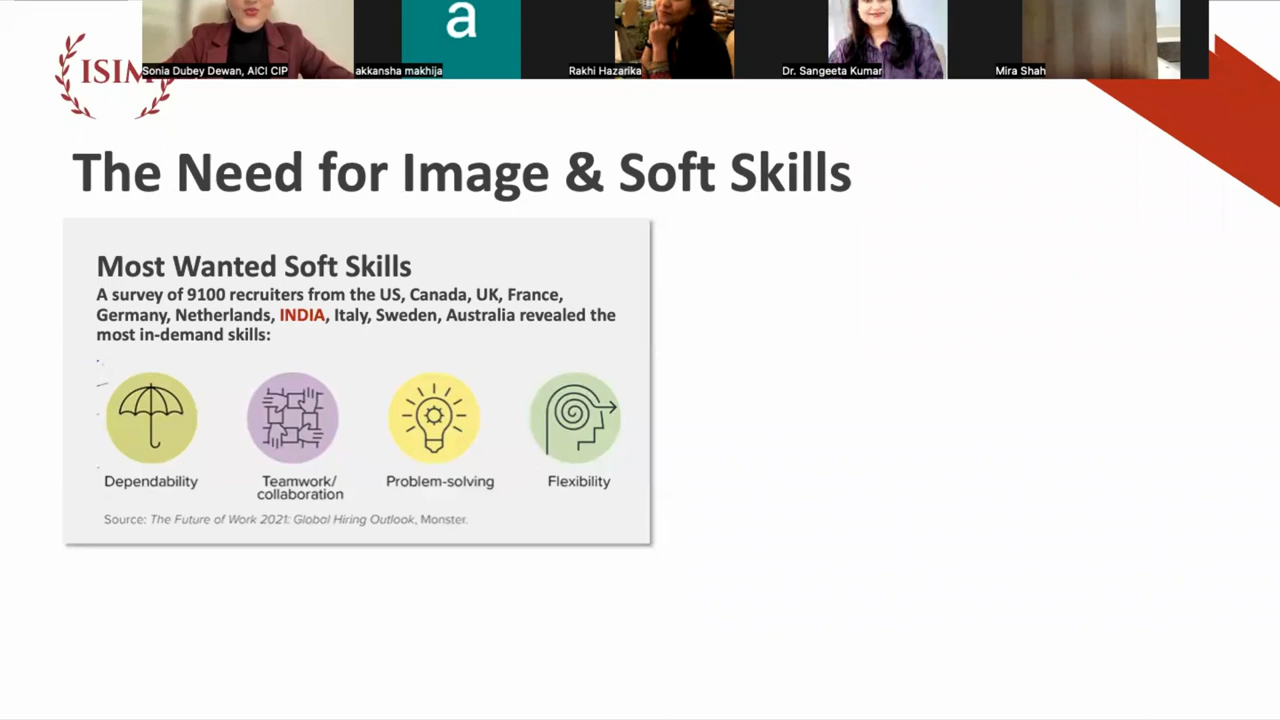 ISIM
Sonia Dubey Dewan, AICI CIP
a
akkansha makhija
Rakhi Hazarika
Dr. Sangeeta Kumar
Mira Shah
The Need for Image & Soft Skills
Most Wanted Soft Skills
A survey of 9100 recruiters from the US, Canada, UK, France,
Germany, Netherlands, INDIA, Italy, Sweden, Australia revealed the
most in-demand skills:
Dependability
Teamwork/
collaboration
Problem-solving
Flexibility
Source: The Future of Work 2021: Global Hiring Outlook, Monster.